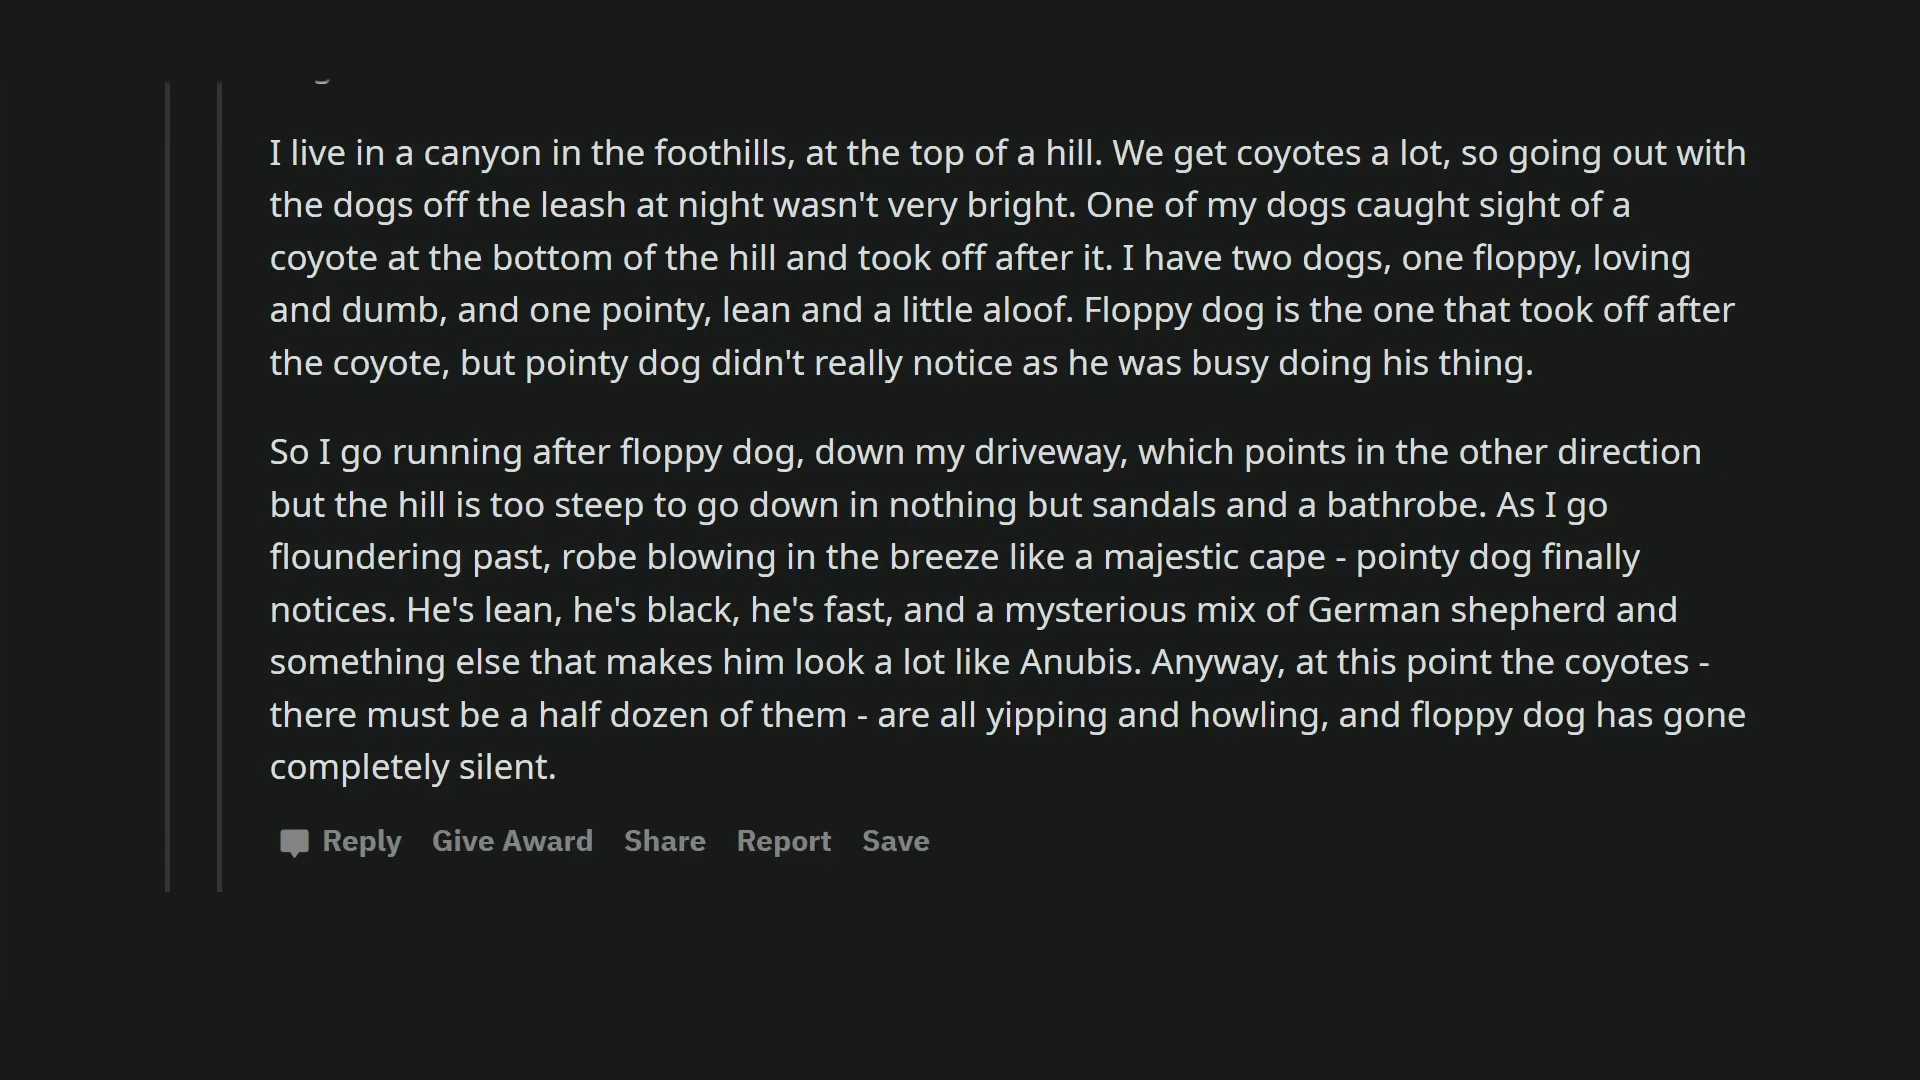 I live in a canyon in the foothills, at the top of a hill. We get coyotes a lot, so going out with
the dogs off the leash at night wasn't very bright. One of my dogs caught sight of a
coyote at the bottom of the hill and took off after it. I have two dogs, one floppy, loving
and dumb, and one pointy, lean and a little aloof. Floppy dog is the one that took off after
the coyote, but pointy dog didn't really notice as he was busy doing his thing.
So I go running after floppy dog, down my driveway, which points in the other direction
but the hill is too steep to go down in nothing but sandals and a bathrobe. As I go
floundering past, robe blowing in the breeze like a majestic cape - pointy dog finally
notices. He's lean, he's black, he's fast, and a mysterious mix of German shepherd and
something else that makes him look a lot like Anubis. Anyway, at this point the coyotes -
there must be a half dozen of them - are all yipping and howling, and floppy dog has gone
completely silent.
Reply Give Award Share Report Save